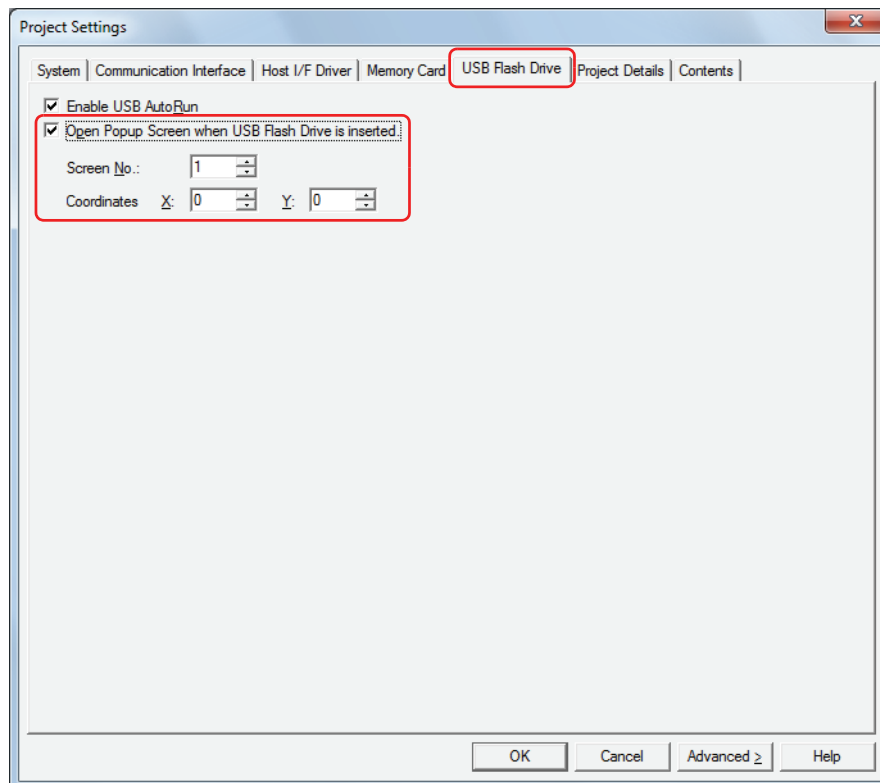 Project Settings
System Communication Interface Host I/F Driver Memory Card USB Flash Drive Project Details Contents
Enable USB AutoRun
Open Popup Screen when USB Flash Drive is inserted.
Screen No.: 1
Coordinates X: 0 Y: 0
OK Cancel Advanced > Help